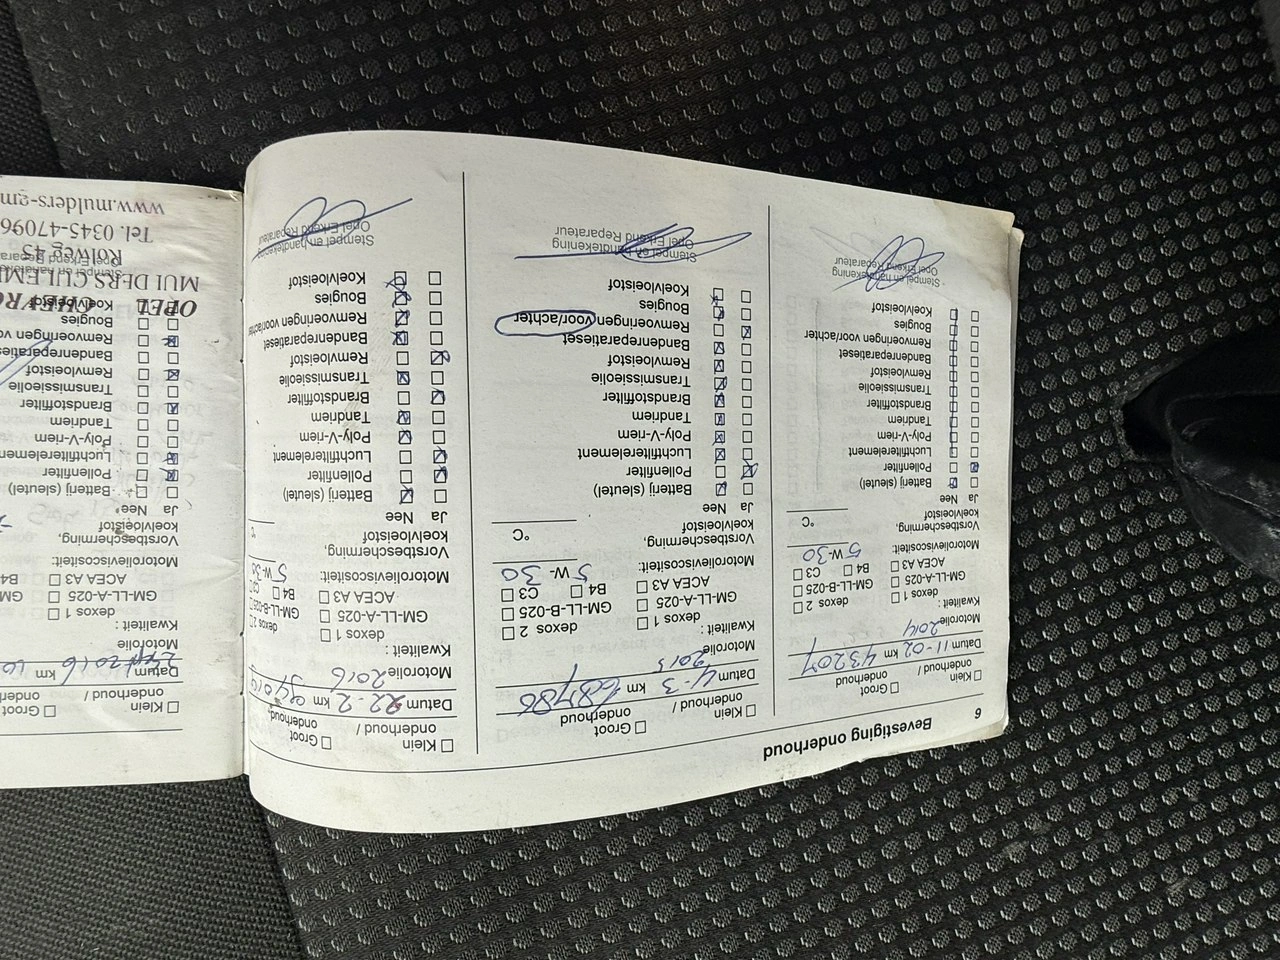 6
Bevestiging onderhoud
☐ Klein onderhoud / ☐ Groot onderhoud
Datum 11-02 km 43207
2014
Motorolie
Kwaliteit :
☐ dexos 1 ☐ dexos 2
☐ GM-LL-A-025 ☐ GM-LL-B-025
☐ ACEA A3 ☐ B4 ☐ C3
Motorolieviscositeit: 5W-30
Vorstbescherming,
koelvloeistof °C
Ja Nee
Batterij (sleutel)
Pollenfilter
Luchtfilterelement
Poly-V-riem
Tandriem
Brandstoffilter
Transmissieolie
Remvloeistof
Bandenreparatieset
Remvoeringen voor/achter
Bougies
Koelvloeistof
Stempel en handtekening
Opel Erkend Reparateur
☐ Klein onderhoud / ☐ Groot onderhoud
Datum 4-3 km 68786
2015
Motorolie
Kwaliteit :
☐ dexos 1 ☐ dexos 2
☐ GM-LL-A-025 ☐ GM-LL-B-025
☐ ACEA A3 ☐ B4 ☐ C3
Motorolieviscositeit: 5W-30
Vorstbescherming,
koelvloeistof °C
Ja Nee
Batterij (sleutel)
Pollenfilter
Luchtfilterelement
Poly-V-riem
Tandriem
Brandstoffilter
Transmissieolie
Remvloeistof
Bandenreparatieset
Remvoeringen voor/achter
Bougies
Koelvloeistof
Stempel en handtekening
Opel Erkend Reparateur
☐ Klein onderhoud / ☐ Groot onderhoud
Datum 22-2 km
Motorolie 2016
Kwaliteit :
☐ dexos 1 ☐ dexos 2
☐ GM-LL-A-025 ☐ GM-LL-B-025
☐ ACEA A3 ☐ B4 ☐ C3
Motorolieviscositeit: 5W-30
Vorstbescherming,
koelvloeistof °C
Ja Nee
Batterij (sleutel)
Pollenfilter
Luchtfilterelement
Poly-V-riem
Tandriem
Brandstoffilter
Transmissieolie
Remvloeistof
Bandenreparatieset
Remvoeringen voor/achter
Bougies
Koelvloeistof
Stempel en handtekening
Opel Erkend Reparateur
☐ Klein onderhoud / ☐ Groot onderhoud
Datum 2016 km
Motorolie
Kwaliteit :
☐ dexos 1
☐ GM-LL-A-025 ☐ GM
☐ ACEA A3 ☐ B4
Motorolieviscositeit:
Vorstbescherming,
koelvloeistof
Ja Nee
Batterij (sleutel)
Pollenfilter
Luchtfilterelement
Poly-V-riem
Tandriem
Brandstoffilter
Transmissieolie
Remvloeistof
Bandenreparaties
Remvoeringen vo
Bougies
Koelvloeistof
OPEL CHEVRO
MULDERS CULEM
Rolweg 45
Tel. 0345-47096
www.mulders-gm